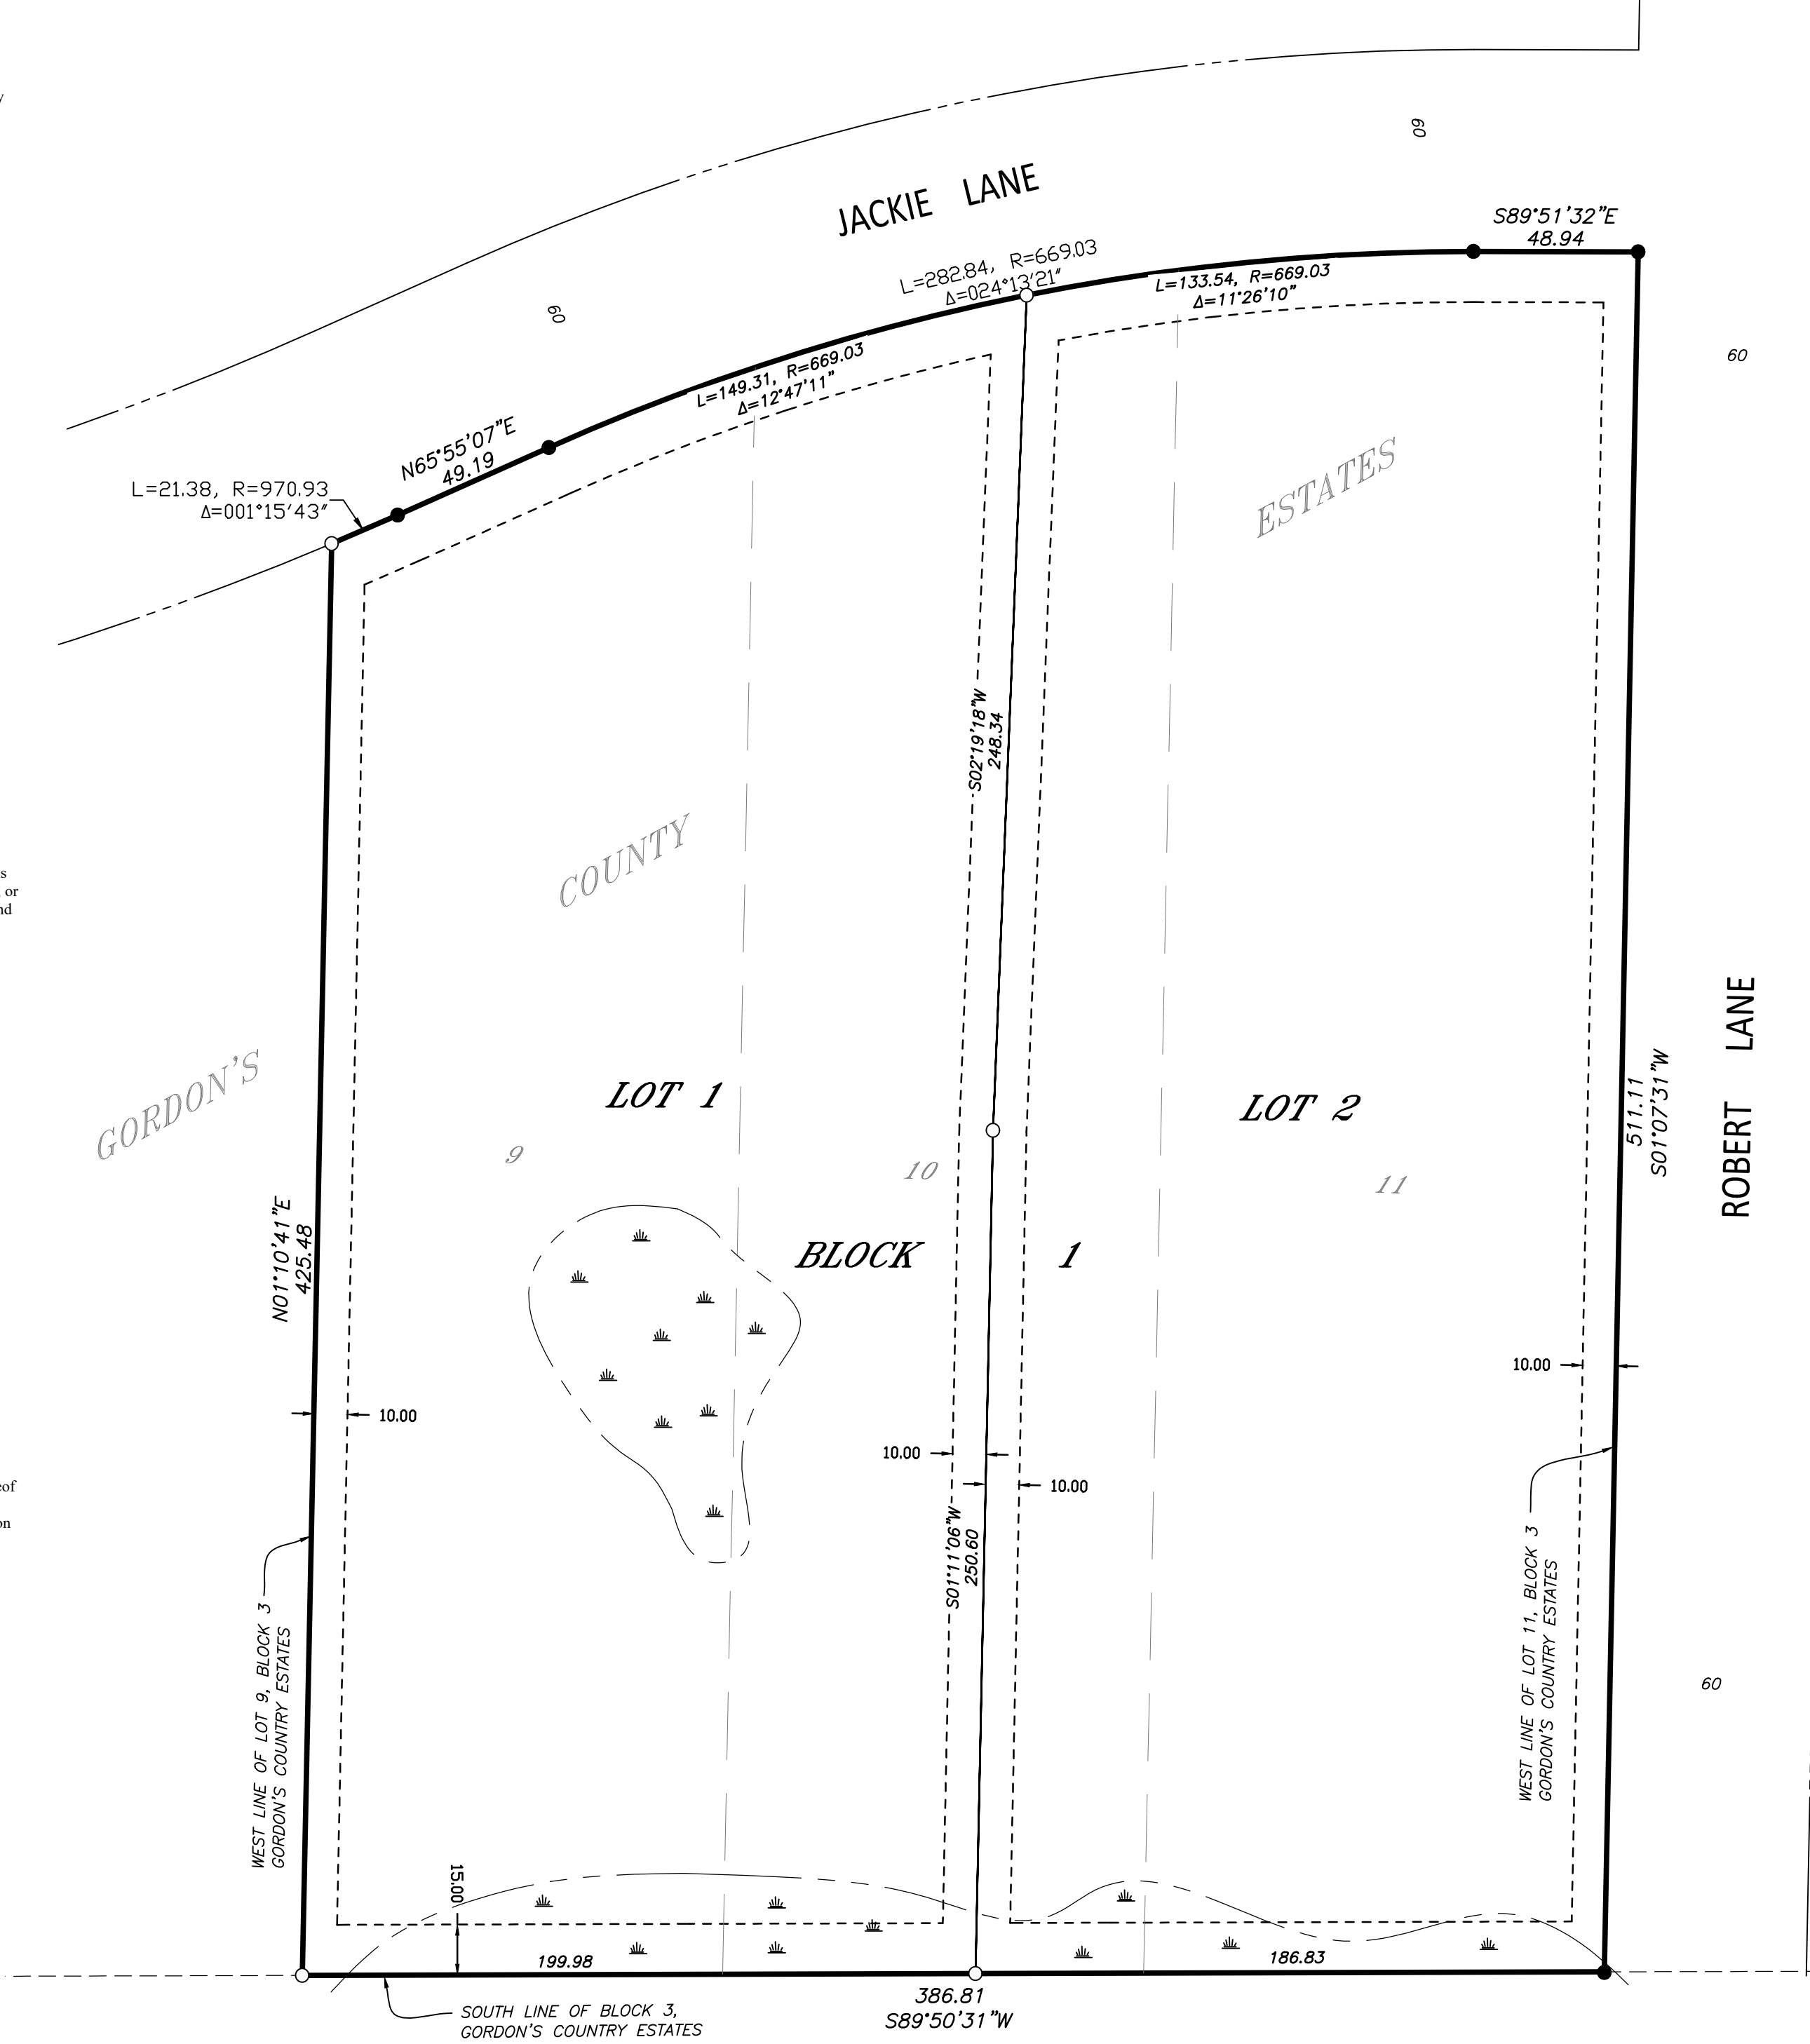 y
60
JACKIE LANE
S89°51'32"E
48.94
L=282.84, R=669.03
Δ=024°13'21"
L=133.54, R=669.03
Δ=11°26'10"
60
60
L=149.31, R=669.03
Δ=12°47'11"
N65°55'07"E
49.19
L=21.38, R=970.93
Δ=001°15'43"
ESTATES
S02°19'18"W
248.34
COUNTY
s
or
nd
GORDON'S
LOT 1
LOT 2
9
10
11
511.11
S01°07'31"W
ROBERT LANE
N01°10'41"E
425.48
BLOCK 1
10.00
10.00
10.00
10.00
eof
on
S01°11'06"W
250.60
WEST LINE OF LOT 9, BLOCK 3
GORDON'S COUNTRY ESTATES
WEST LINE OF LOT 11, BLOCK 3
GORDON'S COUNTRY ESTATES
60
15.00
199.98
186.83
386.81
S89°50'31"W
SOUTH LINE OF BLOCK 3,
GORDON'S COUNTRY ESTATES